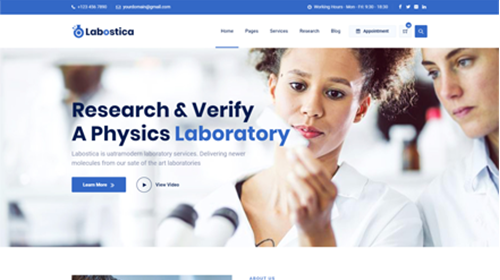 +123 456 7890 yourdomain@gmail.com Working Hours - Mon - Fri: 9:30 - 18:30
Labostica Home Pages Services Research Blog Appointment
Research & Verify
A Physics Laboratory
Labostica is ustramodern laboratory services, Delivering newer
molecules from our sate of the art laboratories
Learn More View Video
ABOUT US